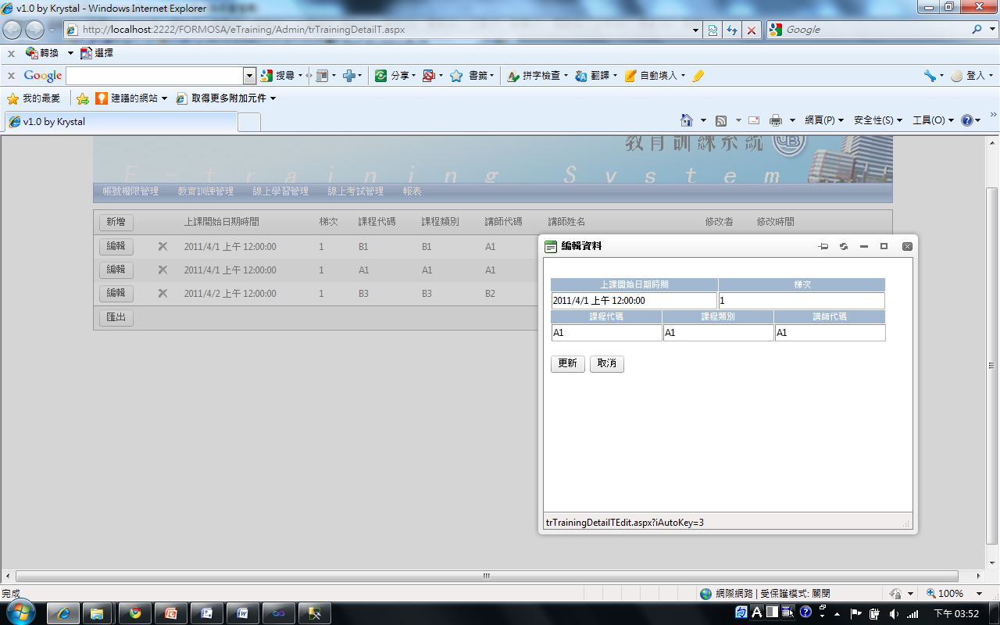 v1.0 by Krystal - Windows Internet Explorer
http://localhost:2222/FORMOSA/eTraining/Admin/trTrainingDetailT.aspx
Google
x 轉換 選擇
x Google 搜尋 分享 書籤 拼字檢查 翻譯 自動填入 登入
我的最愛 建議的網站 取得更多附加元件
v1.0 by Krystal 網頁(P) 安全性(S) 工具(O)
教育訓練系統
E-training System
帳號權限管理 教育訓練管理 線上學習管理 線上考試管理 報表
新增 上課開始日期時間 梯次 課程代碼 課程類別 講師代碼 講師姓名 修改者 修改時間
編輯 2011/4/1 上午 12:00:00 1 B1 B1 A1
編輯 2011/4/1 上午 12:00:00 1 A1 A1 A1
編輯 2011/4/2 上午 12:00:00 1 B3 B3 B2
匯出
編輯資料
上課開始日期時間 梯次
2011/4/1 上午 12:00:00 1
課程代碼 課程類別 講師代碼
A1 A1 A1
更新 取消
trTrainingDetailTEdit.aspx?iAutoKey=3
完成 網際網路 | 受保護模式: 關閉 100%
下午 03:52